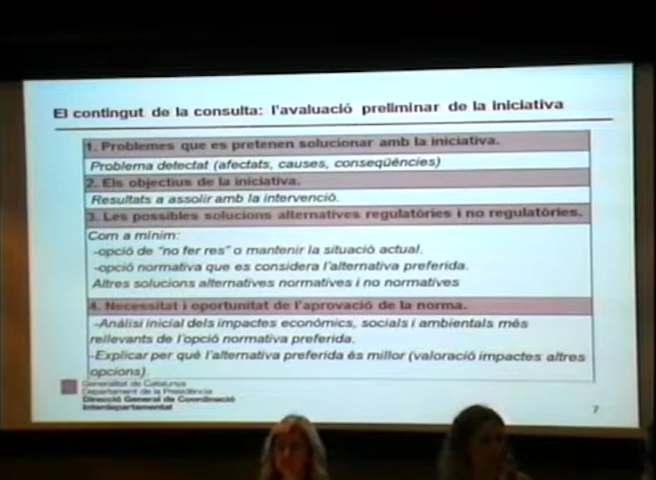 El contingut de la consulta: l'avaluació preliminar de la iniciativa
1. Problemes que es pretenen solucionar amb la iniciativa.
Problema detectat (afectats, causes, conseqüències)
2. Els objectius de la iniciativa.
Resultats a assolir amb la intervenció.
3. Les possibles solucions alternatives regulatòries i no regulatòries.
Com a mínim:
-opció de "no fer res" o mantenir la situació actual.
-opció normativa que es considera l'alternativa preferida.
Altres solucions alternatives normatives i no normatives
4. Necessitat i oportunitat de l'aprovació de la norma.
-Anàlisi inicial dels impactes econòmics, socials i ambientals més
rellevants de l'opció normativa preferida.
-Explicar per què l'alternativa preferida és millor (valoració impactes altres
opcions).
Generalitat de Catalunya
Departament de la Presidència
Direcció General de Coordinació
Interdepartamental
7